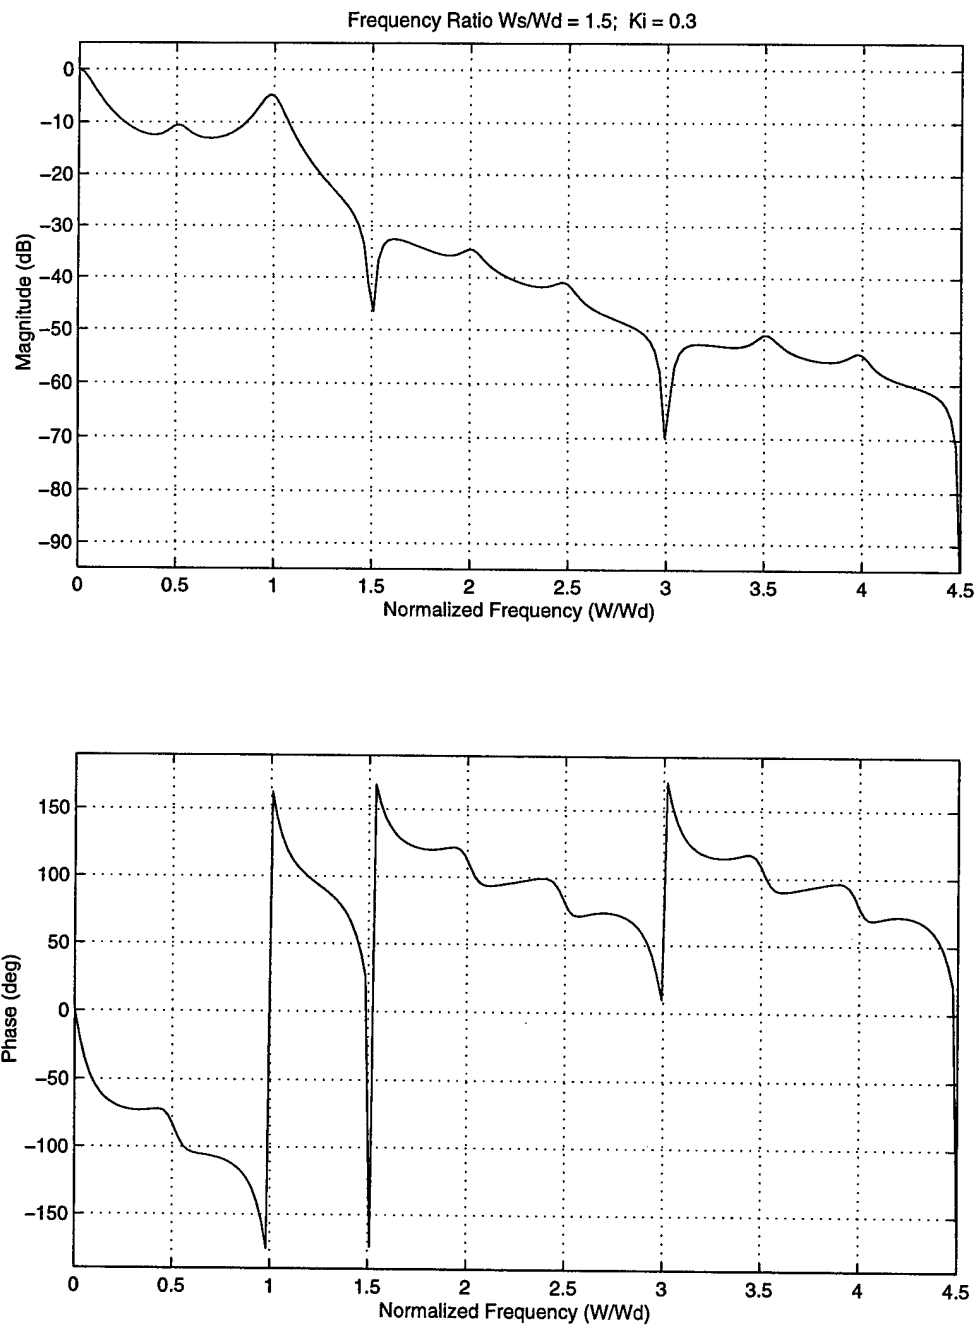 Frequency Ratio Ws/Wd = 1.5;  Ki = 0.3
0
−10
−20
−30
−40
−50
−60
−70
−80
−90
Magnitude (dB)
0 0.5 1 1.5 2 2.5 3 3.5 4 4.5
Normalized Frequency (W/Wd)
150
100
50
0
−50
−100
−150
Phase (deg)
0 0.5 1 1.5 2 2.5 3 3.5 4 4.5
Normalized Frequency (W/Wd)